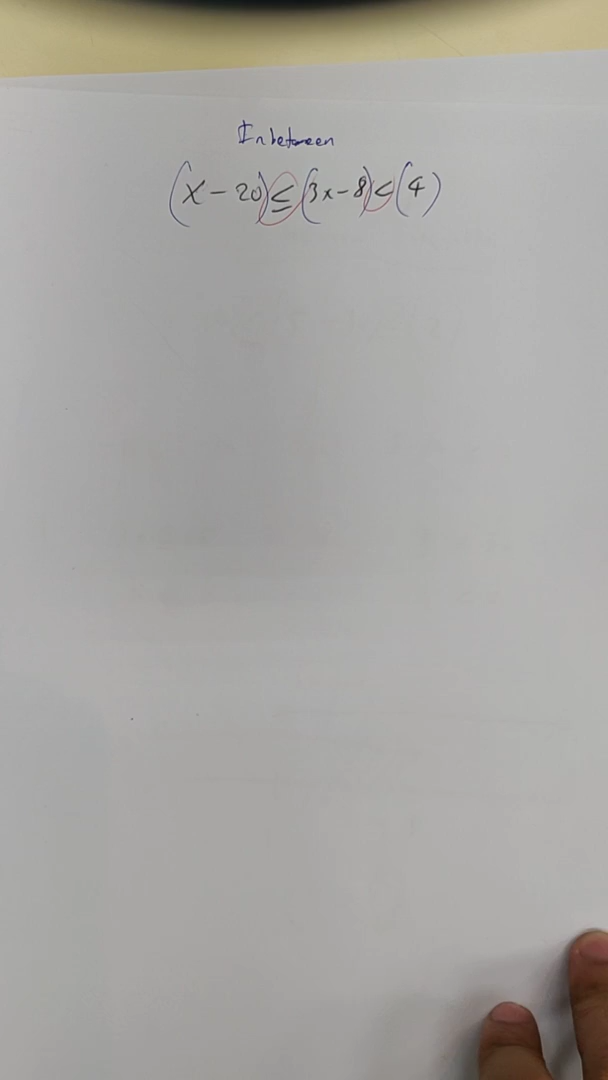 Inbetween
(x - 20) ≤ (3x - 8) < (4)